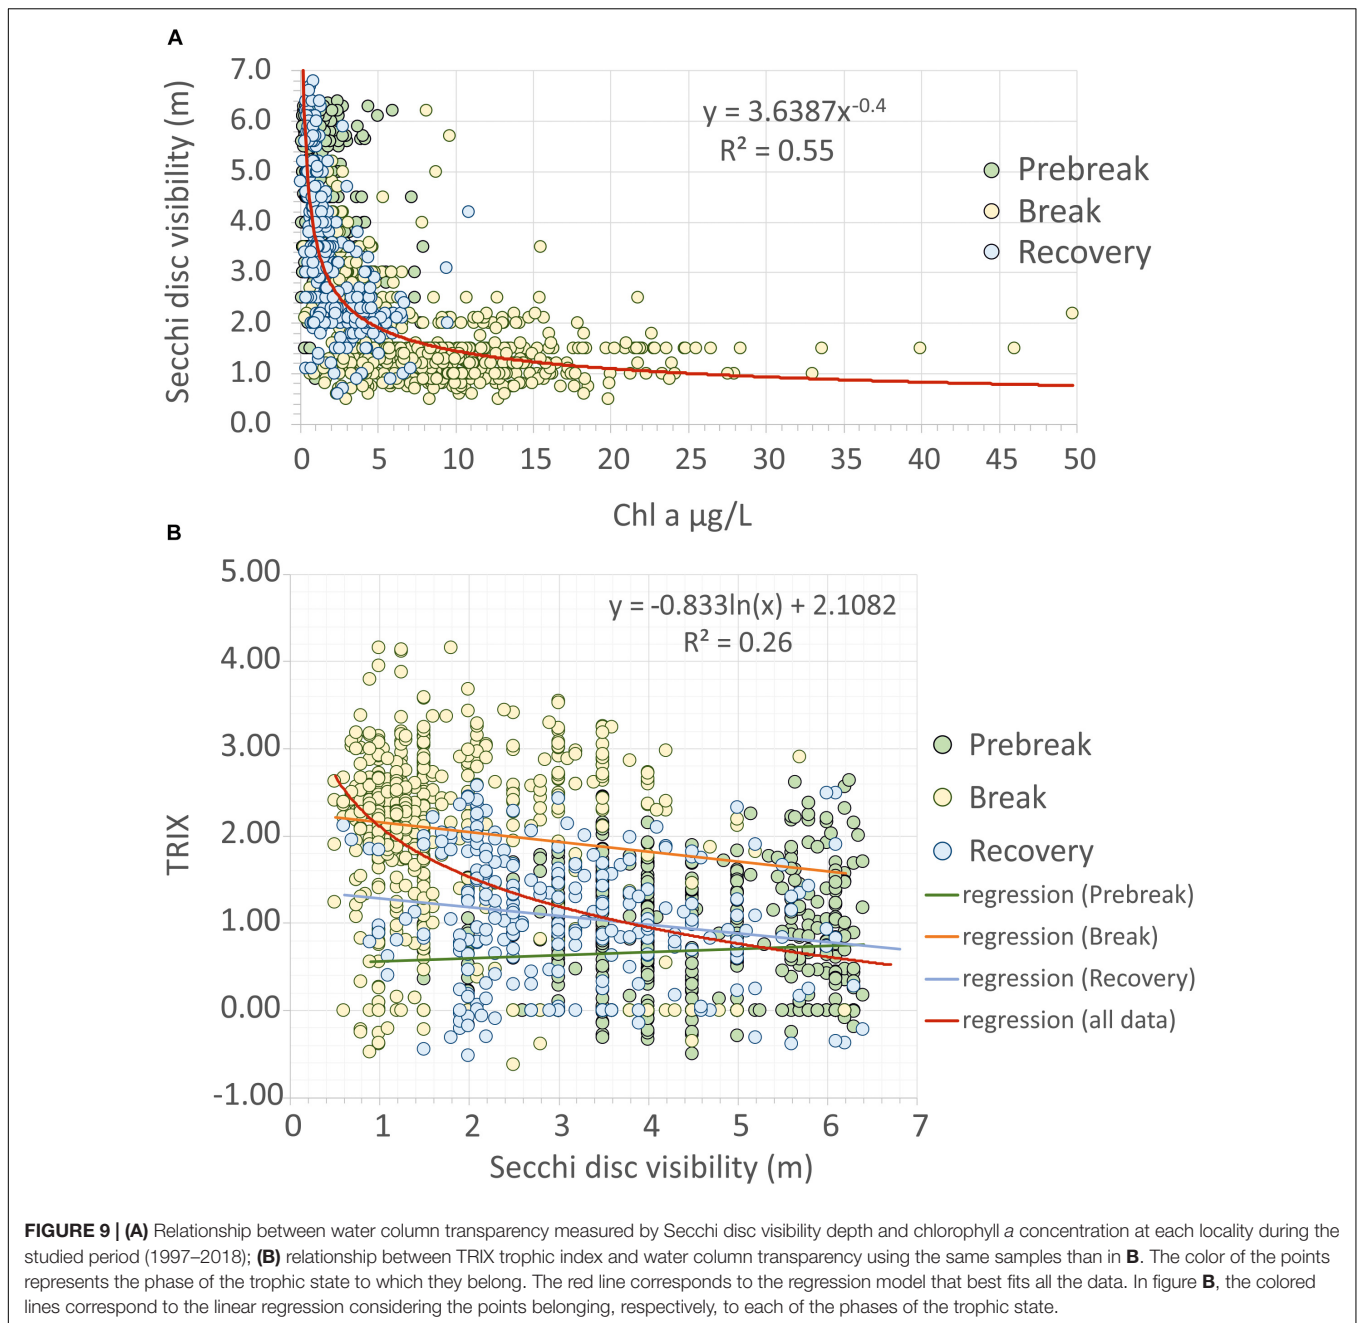 A
7.0
6.0
5.0
4.0
3.0
2.0
1.0
0.0
Secchi disc visibility (m)
y = 3.6387x-0.4
R² = 0.55
Prebreak
Break
Recovery
0 5 10 15 20 25 30 35 40 45 50
Chl a µg/L
B
5.00
4.00
3.00
2.00
1.00
0.00
-1.00
TRIX
y = -0.833ln(x) + 2.1082
R² = 0.26
Prebreak
Break
Recovery
regression (Prebreak)
regression (Break)
regression (Recovery)
regression (all data)
0 1 2 3 4 5 6 7
Secchi disc visibility (m)
FIGURE 9 | (A) Relationship between water column transparency measured by Secchi disc visibility depth and chlorophyll a concentration at each locality during the
studied period (1997–2018); (B) relationship between TRIX trophic index and water column transparency using the same samples than in B. The color of the points
represents the phase of the trophic state to which they belong. The red line corresponds to the regression model that best fits all the data. In figure B, the colored
lines correspond to the linear regression considering the points belonging, respectively, to each of the phases of the trophic state.